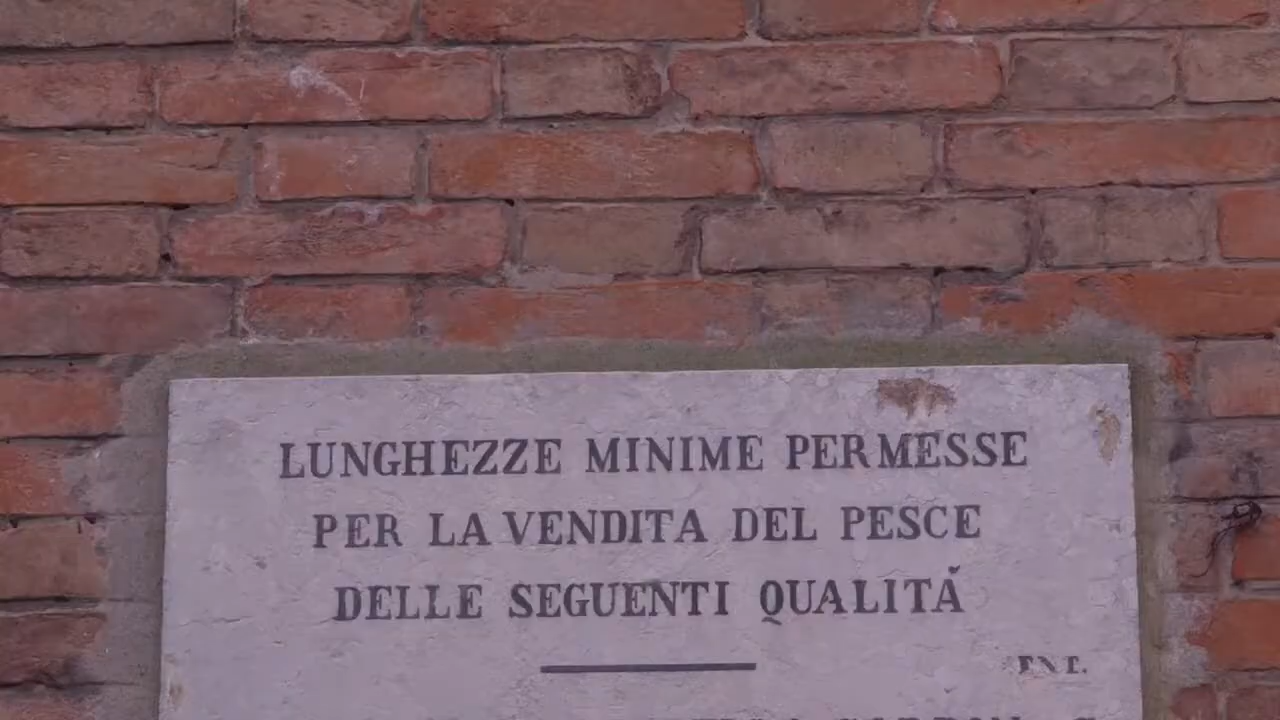 LUNGHEZZE MINIME PERMESSE
PER LA VENDITA DEL PESCE
DELLE SEGUENTI QUALITÀ